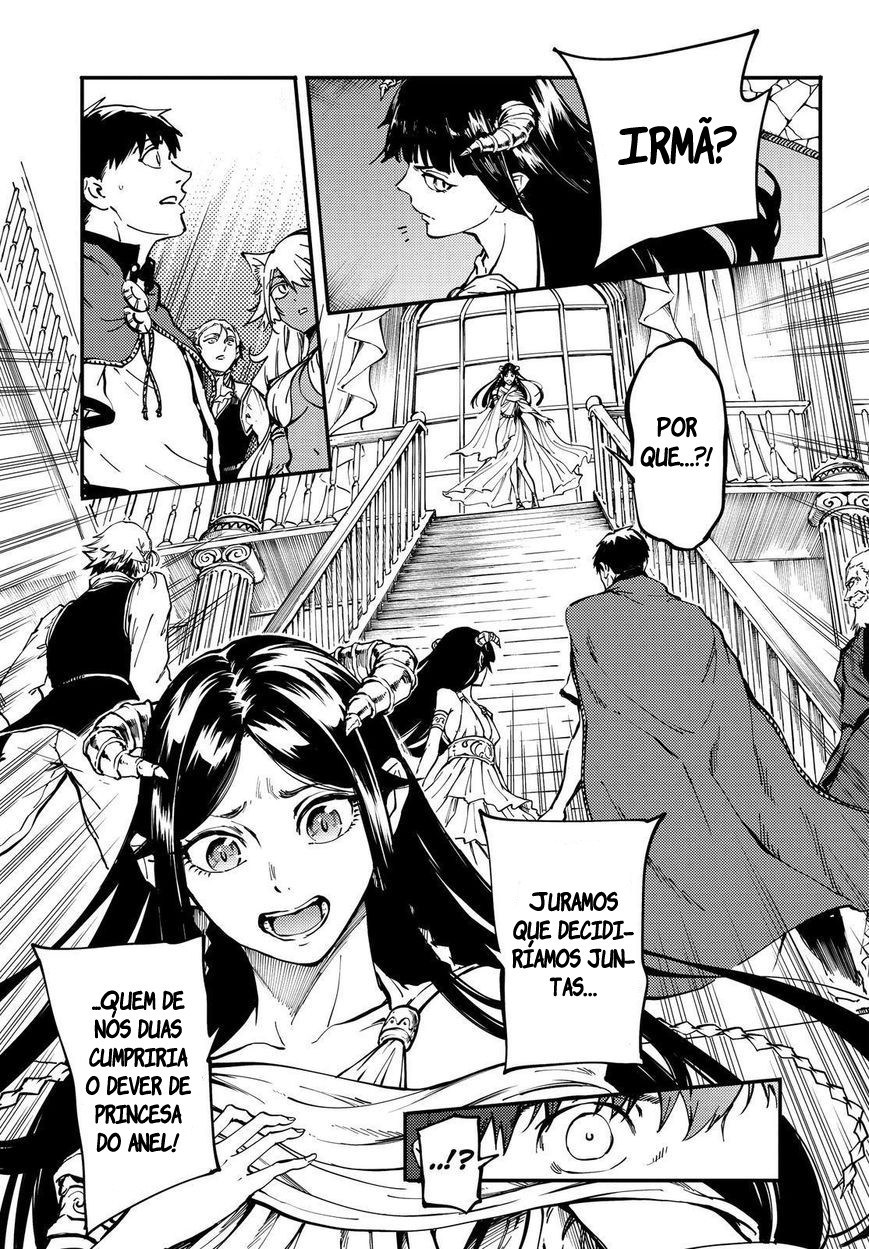 IRMÃ?
POR
QUE...?!
JURAMOS
QUE DECIDI-
RÍAMOS JUN-
TAS...
...QUEM DE
NÓS DUAS
CUMPRIRIA
O DEVER DE
PRINCESA
DO ANEL!
...!?